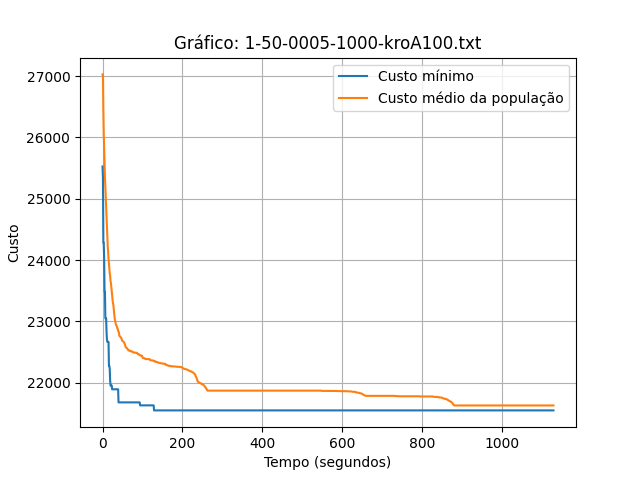 Gráfico: 1-50-0005-1000-kroA100.txt
Custo mínimo
Custo médio da população
27000
26000
25000
24000
23000
22000
Custo
0 200 400 600 800 1000
Tempo (segundos)